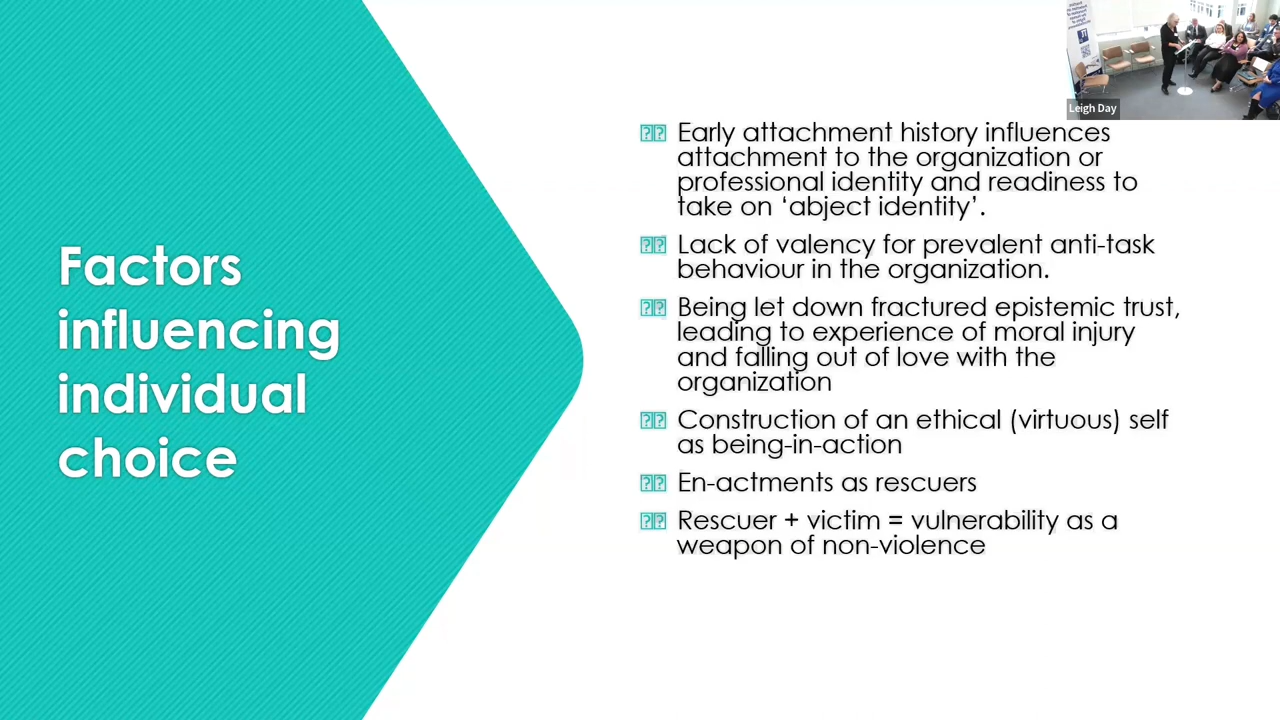 Factors
influencing
individual
choice
Early attachment history influences
attachment to the organization or
professional identity and readiness to
take on ‘abject identity’.
Lack of valency for prevalent anti-task
behaviour in the organization.
Being let down fractured epistemic trust,
leading to experience of moral injury
and falling out of love with the
organization
Construction of an ethical (virtuous) self
as being-in-action
En-actments as rescuers
Rescuer + victim = vulnerability as a
weapon of non-violence
Leigh Day